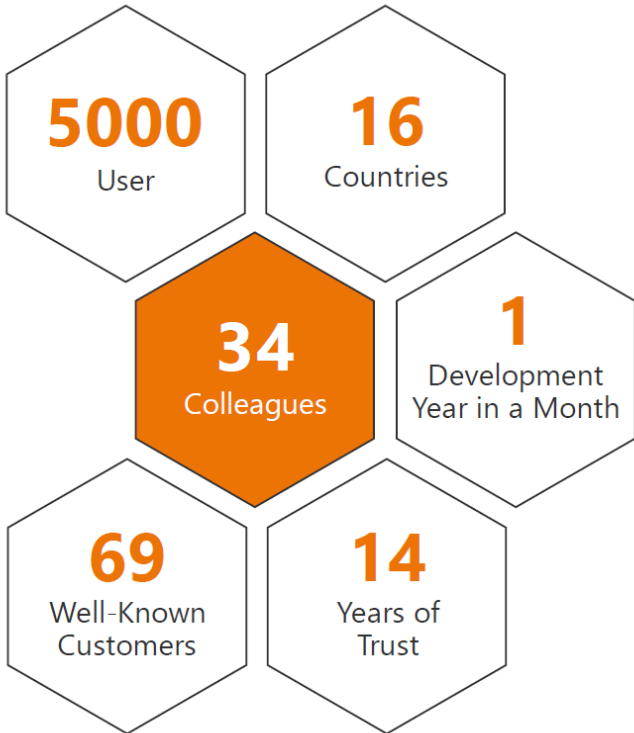 5000
User
16
Countries
34
Colleagues
1
Development
Year in a Month
69
Well-Known
Customers
14
Years of
Trust